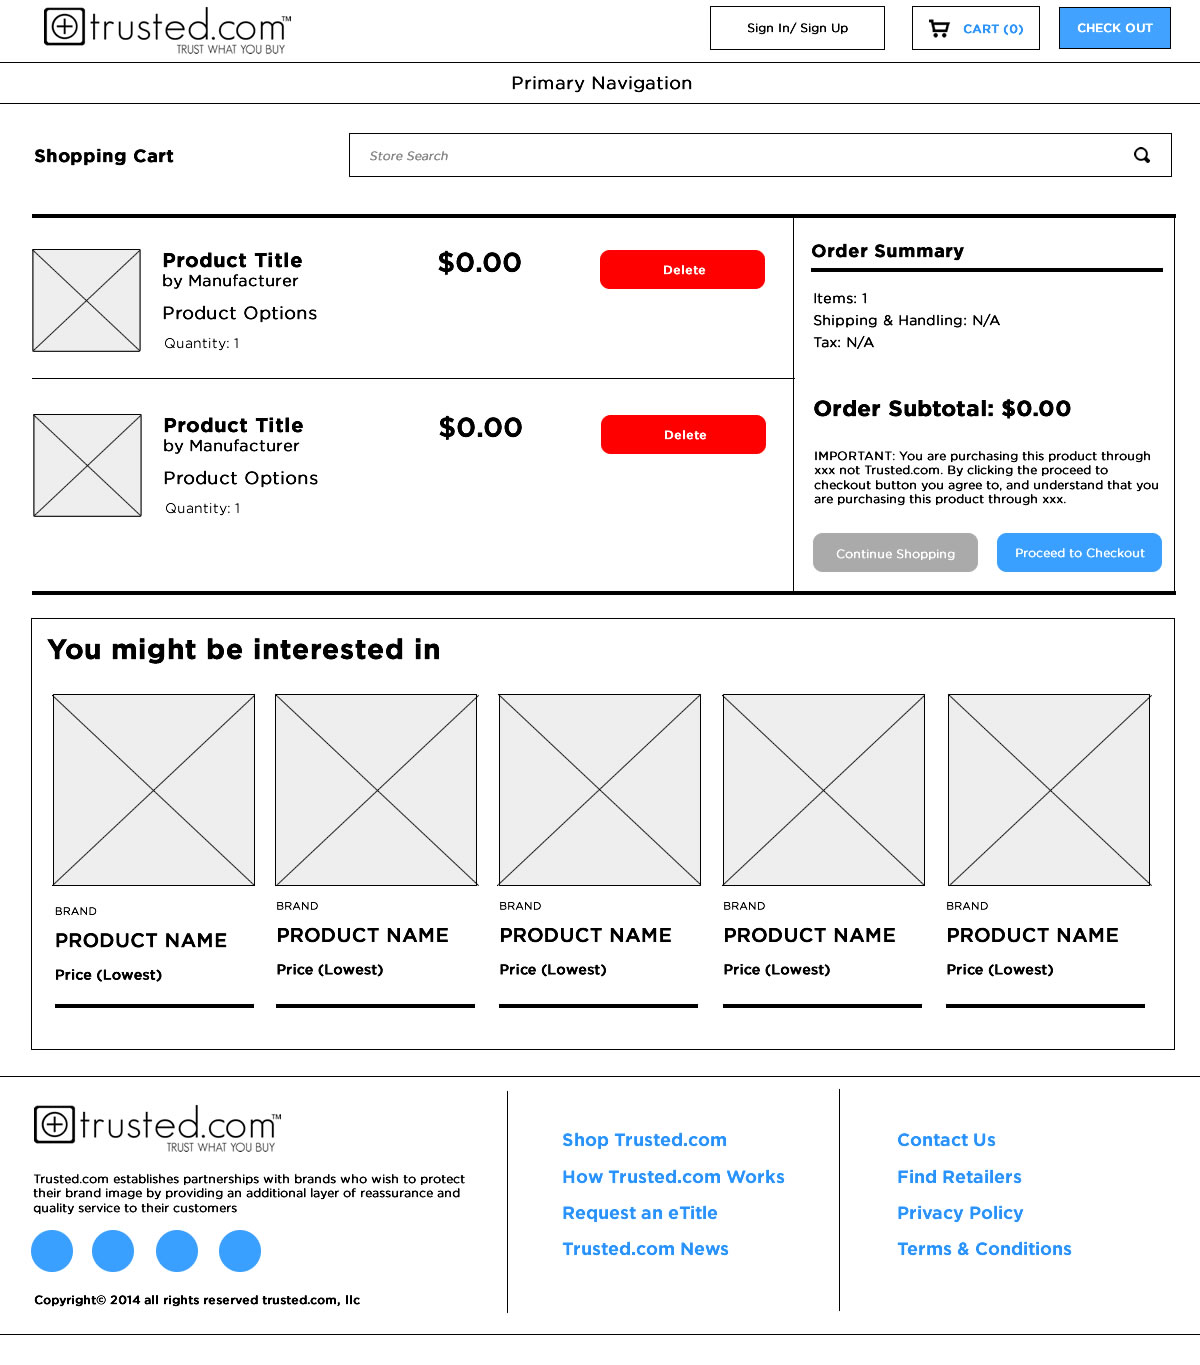 trusted.com™
TRUST WHAT YOU BUY
Sign In/ Sign Up
CART (0)
CHECK OUT
Primary Navigation
Shopping Cart
Store Search
Product Title
by Manufacturer
Product Options
Quantity: 1
$0.00
Delete
Product Title
by Manufacturer
Product Options
Quantity: 1
$0.00
Delete
Order Summary
Items: 1
Shipping & Handling: N/A
Tax: N/A
Order Subtotal: $0.00
IMPORTANT: You are purchasing this product through
xxx not Trusted.com. By clicking the proceed to
checkout button you agree to, and understand that you
are purchasing this product through xxx.
Continue Shopping
Proceed to Checkout
You might be interested in
BRAND
PRODUCT NAME
Price (Lowest)
BRAND
PRODUCT NAME
Price (Lowest)
BRAND
PRODUCT NAME
Price (Lowest)
BRAND
PRODUCT NAME
Price (Lowest)
BRAND
PRODUCT NAME
Price (Lowest)
trusted.com™
TRUST WHAT YOU BUY
Trusted.com establishes partnerships with brands who wish to protect
their brand image by providing an additional layer of reassurance and
quality service to their customers
Copyright© 2014 all rights reserved trusted.com, llc
Shop Trusted.com
How Trusted.com Works
Request an eTitle
Trusted.com News
Contact Us
Find Retailers
Privacy Policy
Terms & Conditions